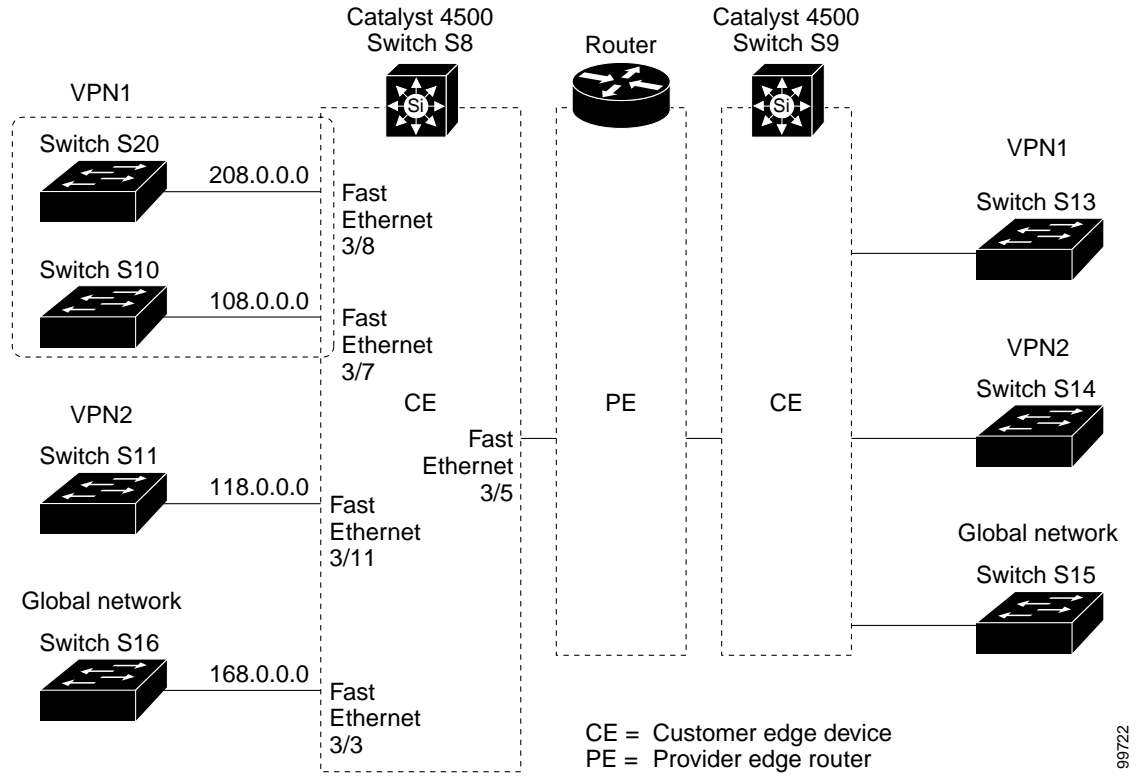 Catalyst 4500
Switch S8
Si
Router
Catalyst 4500
Switch S9
Si
VPN1
Switch S20
208.0.0.0
Fast
Ethernet
3/8
Switch S10
108.0.0.0
Fast
Ethernet
3/7
VPN2
Switch S11
118.0.0.0
Fast
Ethernet
3/11
Global network
Switch S16
168.0.0.0
Fast
Ethernet
3/3
CE
Fast
Ethernet
3/5
PE
CE
VPN1
Switch S13
VPN2
Switch S14
Global network
Switch S15
CE = Customer edge device
PE = Provider edge router
99722